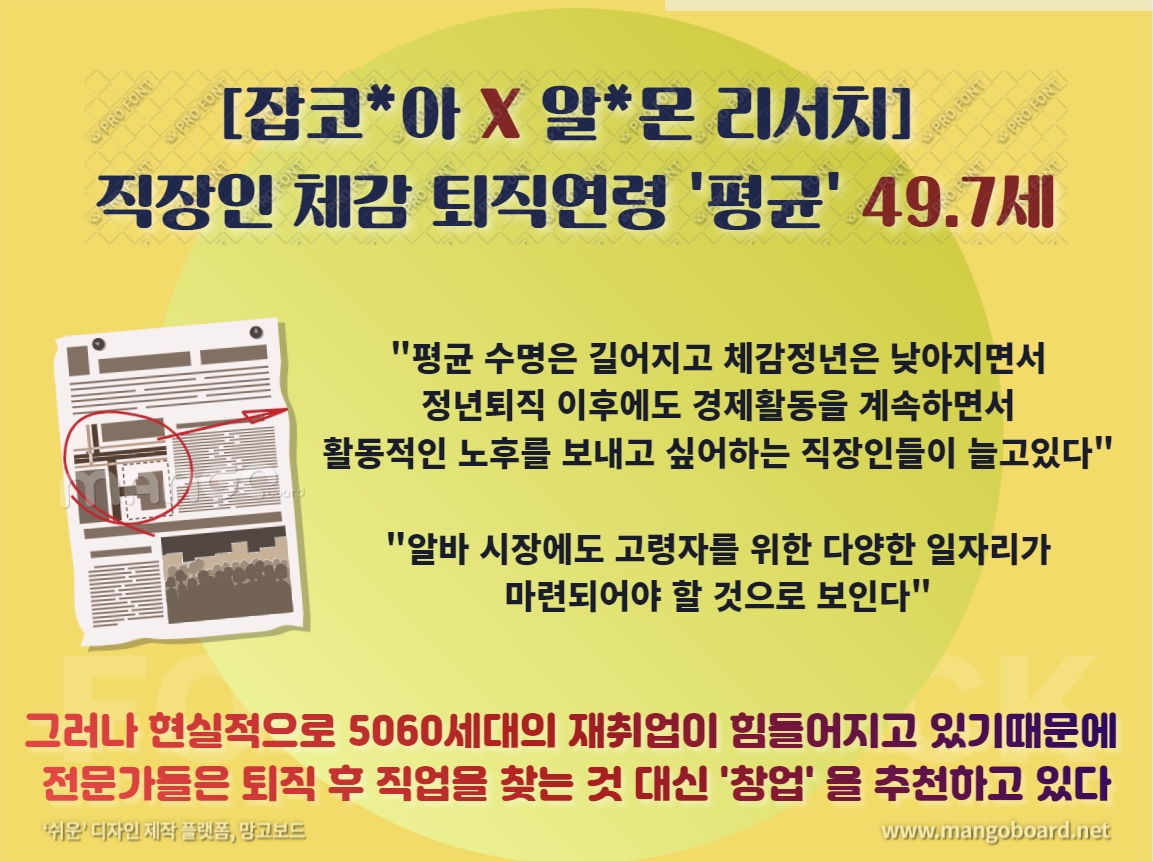 [잡코*아 X 알*몬 리서치]
직장인 체감 퇴직연령 '평균' 49.7세
"평균 수명은 길어지고 체감정년은 낮아지면서
정년퇴직 이후에도 경제활동을 계속하면서
활동적인 노후를 보내고 싶어하는 직장인들이 늘고있다"
"알바 시장에도 고령자를 위한 다양한 일자리가
마련되어야 할 것으로 보인다"
그러나 현실적으로 5060세대의 재취업이 힘들어지고 있기때문에
전문가들은 퇴직 후 직업을 찾는 것 대신 '창업' 을 추천하고 있다
'쉬운' 디자인 제작 플랫폼, 망고보드
www.mangoboard.net